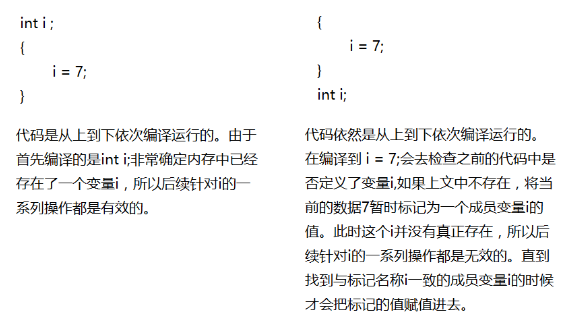 int i ;
{
i = 7;
}
代码是从上到下依次编译运行的。由于
首先编译的是int i;非常确定内存中已经
存在了一个变量i，所以后续针对i的一
系列操作都是有效的。
{
i = 7;
}
int i;
代码依然是从上到下依次编译运行的。
在编译到 i = 7;会去检查之前的代码中是
否定义了变量i,如果上文中不存在，将当
前的数据7暂时标记为一个成员变量i的
值。此时这个i并没有真正存在，所以后
续针对i的一系列操作都是无效的。直到
找到与标记名称i一致的成员变量i的时候
才会把标记的值赋值进去。